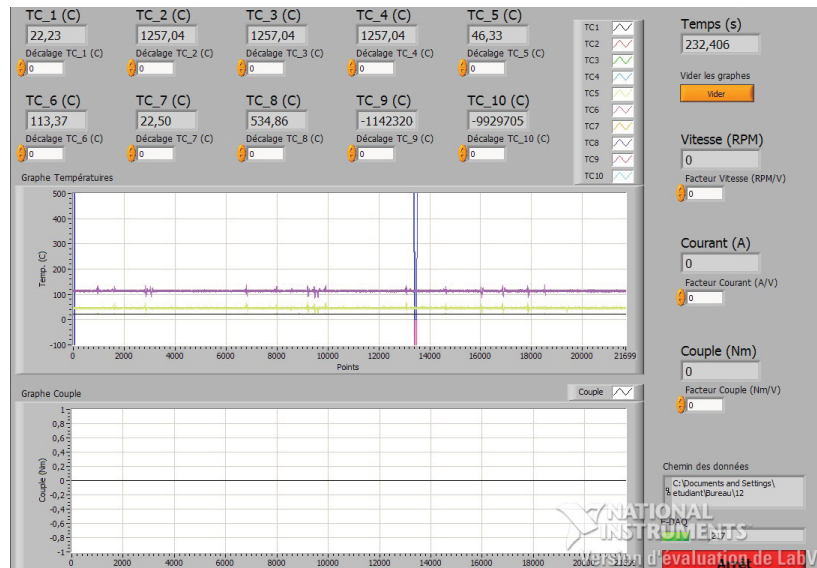 TC_1 (C) TC_2 (C) TC_3 (C) TC_4 (C) TC_5 (C)
22,23 1257,04 1257,04 1257,04 46,33
Décalage TC_1 (C) Décalage TC_2 (C) Décalage TC_3 (C) Décalage TC_4 (C) Décalage TC_5 (C)
0 0 0 0 0
TC_6 (C) TC_7 (C) TC_8 (C) TC_9 (C) TC_10 (C)
113,37 22,50 534,86 -1142320 -9929705
Décalage TC_6 (C) Décalage TC_7 (C) Décalage TC_8 (C) Décalage TC_9 (C) Décalage TC_10 (C)
0 0 0 0 0
TC1
TC2
TC3
TC4
TC5
TC6
TC7
TC8
TC9
TC10
Temps (s)
232,406
Vider les graphes
Vider
Vitesse (RPM)
0
Facteur Vitesse (RPM/V)
0
Courant (A)
0
Facteur Courant (A/V)
0
Couple (Nm)
0
Facteur Couple (Nm/V)
0
Graphe Températures
Temp. (C)
500
400
300
200
100
0
-100
0 2000 4000 6000 8000 10000 12000 14000 16000 18000 20000 21699
Points
Graphe Couple
Couple
Couple (Nm)
1
0,8
0,6
0,4
0,2
0
-0,2
-0,4
-0,6
-0,8
-1
0 2000 4000 6000 8000 10000 12000 14000 16000 18000
Chemin des données
C:\Documents and Settings\
etudiant\Bureau\12
NATIONAL
INSTRUMENTS
Version d'évaluation de LabV
Arrêt